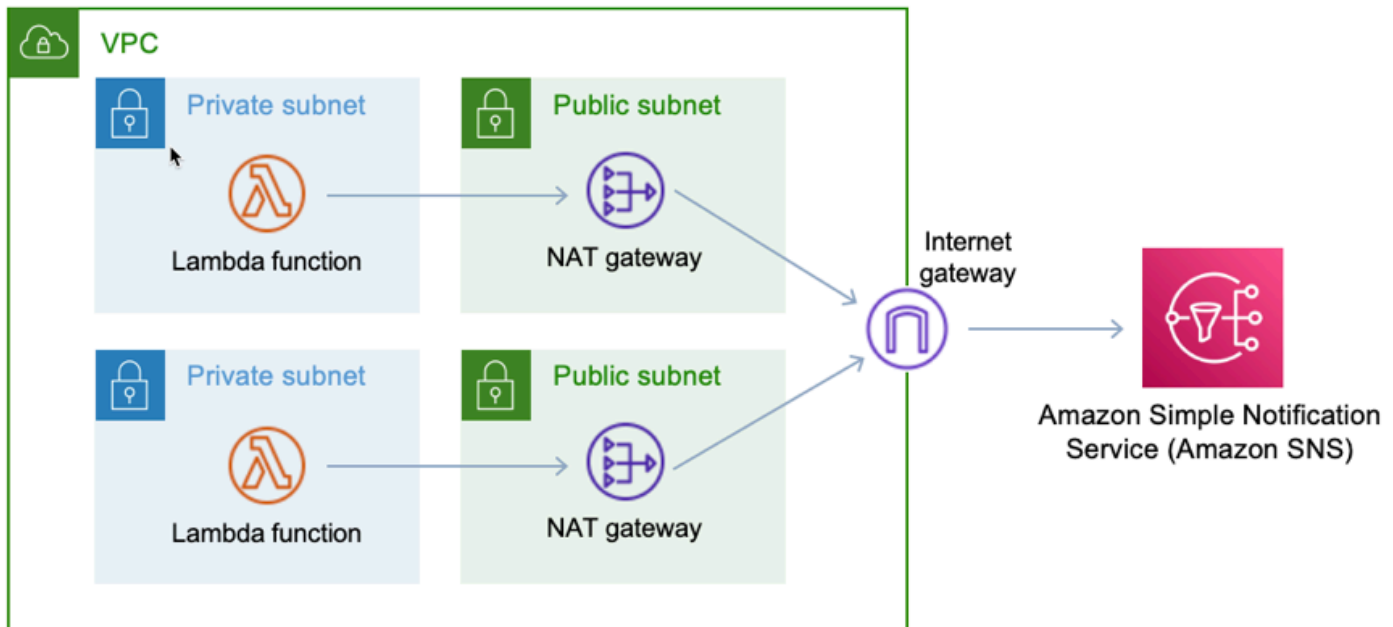 VPC
Private subnet
Public subnet
Lambda function
NAT gateway
Internet
gateway
Amazon Simple Notification
Service (Amazon SNS)
Private subnet
Public subnet
Lambda function
NAT gateway